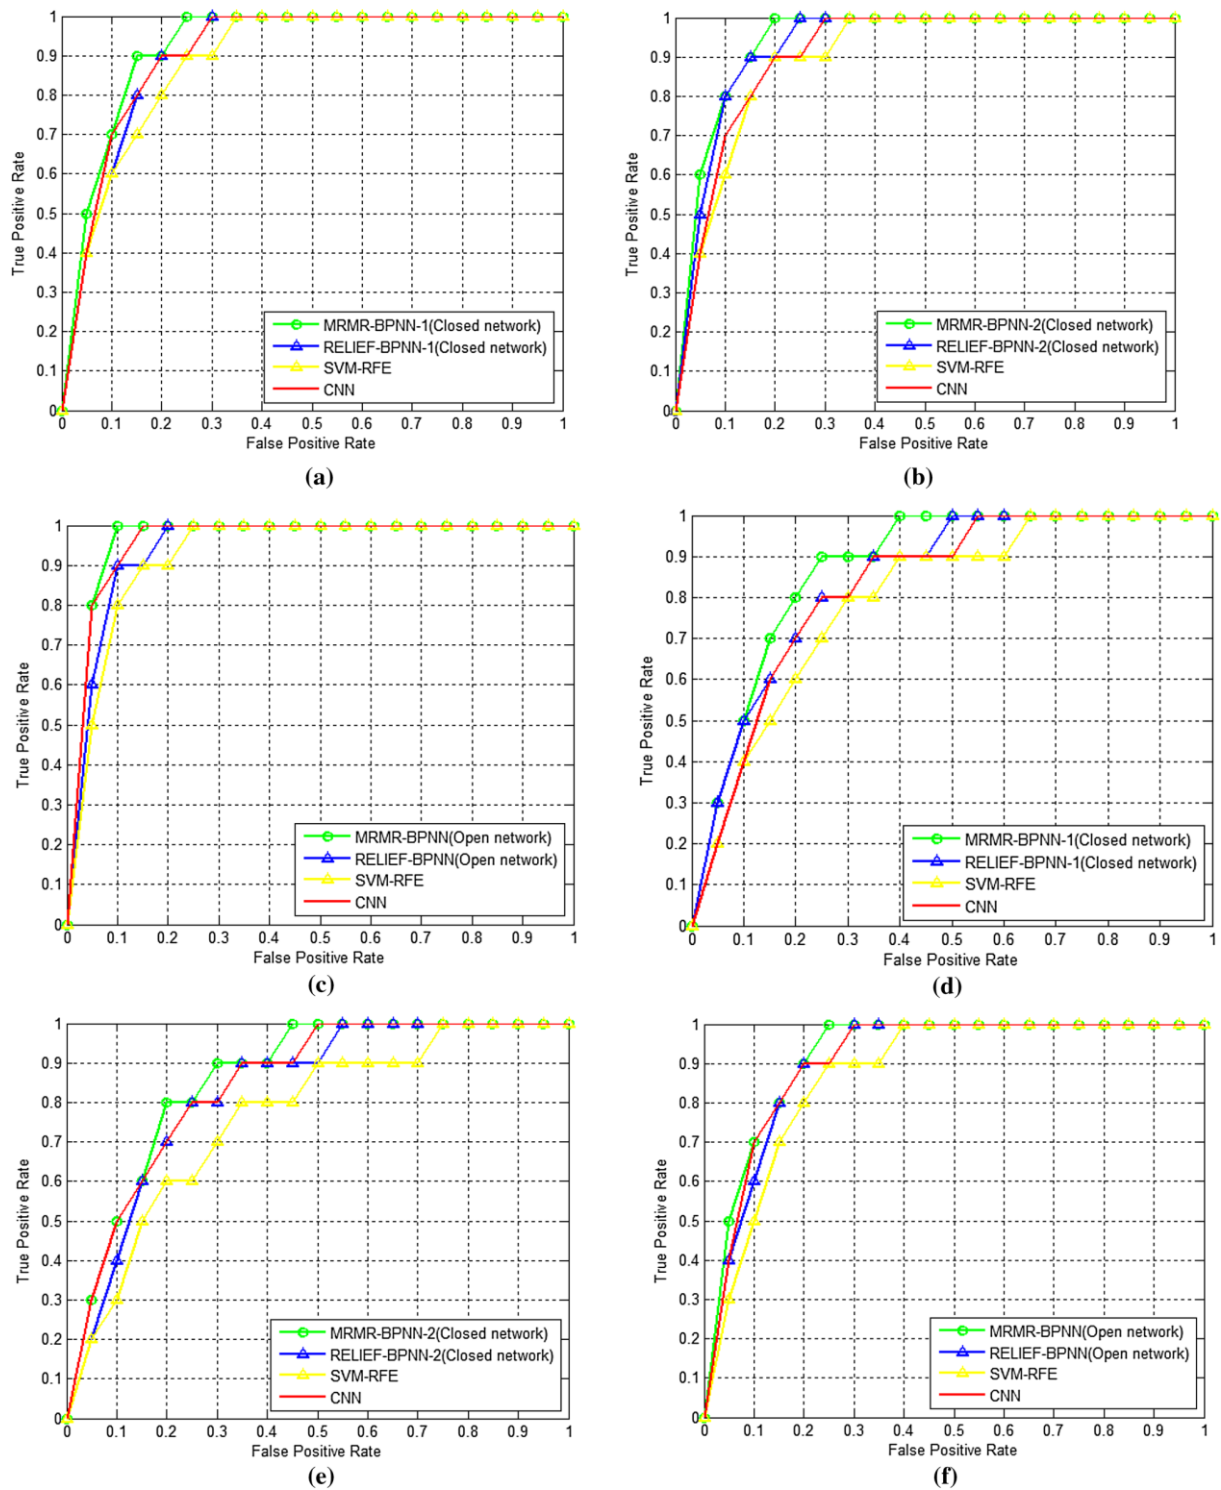 1
0.9
0.8
0.7
0.6
0.5
0.4
0.3
0.2
0.1
0
True Positive Rate
MRMR-BPNN-1(Closed network)
RELIEF-BPNN-1(Closed network)
SVM-RFE
CNN
0 0.1 0.2 0.3 0.4 0.5 0.6 0.7 0.8 0.9 1
False Positive Rate
(a)
1
0.9
0.8
0.7
0.6
0.5
0.4
0.3
0.2
0.1
0
True Positive Rate
MRMR-BPNN-2(Closed network)
RELIEF-BPNN-2(Closed network)
SVM-RFE
CNN
0 0.1 0.2 0.3 0.4 0.5 0.6 0.7 0.8 0.9 1
False Positive Rate
(b)
1
0.9
0.8
0.7
0.6
0.5
0.4
0.3
0.2
0.1
0
True Positive Rate
MRMR-BPNN(Open network)
RELIEF-BPNN(Open network)
SVM-RFE
CNN
0 0.1 0.2 0.3 0.4 0.5 0.6 0.7 0.8 0.9 1
False Positive Rate
(c)
1
0.9
0.8
0.7
0.6
0.5
0.4
0.3
0.2
0.1
0
True Positive Rate
MRMR-BPNN-1(Closed network)
RELIEF-BPNN-1(Closed network)
SVM-RFE
CNN
0 0.1 0.2 0.3 0.4 0.5 0.6 0.7 0.8 0.9 1
False Positive Rate
(d)
1
0.9
0.8
0.7
0.6
0.5
0.4
0.3
0.2
0.1
0
True Positive Rate
MRMR-BPNN-2(Closed network)
RELIEF-BPNN-2(Closed network)
SVM-RFE
CNN
0 0.1 0.2 0.3 0.4 0.5 0.6 0.7 0.8 0.9 1
False Positive Rate
(e)
1
0.9
0.8
0.7
0.6
0.5
0.4
0.3
0.2
0.1
0
True Positive Rate
MRMR-BPNN(Open network)
RELIEF-BPNN(Open network)
SVM-RFE
CNN
0 0.1 0.2 0.3 0.4 0.5 0.6 0.7 0.8 0.9 1
False Positive Rate
(f)